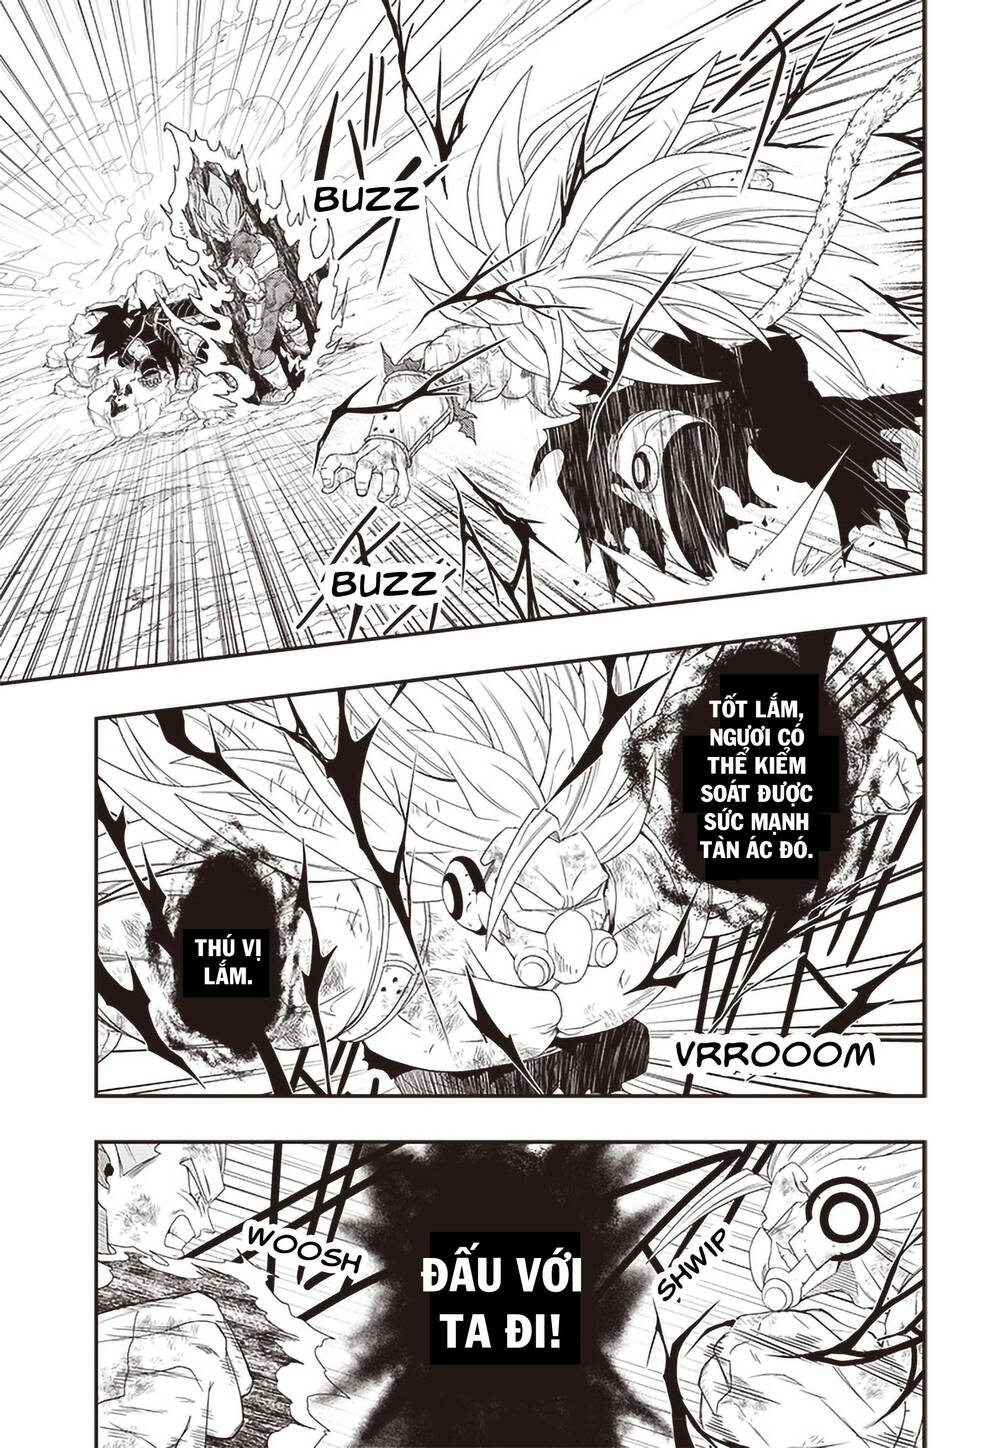 BUZZ
BUZZ
TỐT LẮM,
NGƯƠI CÓ
THỂ KIỂM
SOÁT ĐƯỢC
SỨC MẠNH
TÀN ÁC ĐÓ.
THÚ VỊ
LẮM.
VRROOOM
WOOSH
ĐẤU VỚI
TA ĐI!
SHWIP